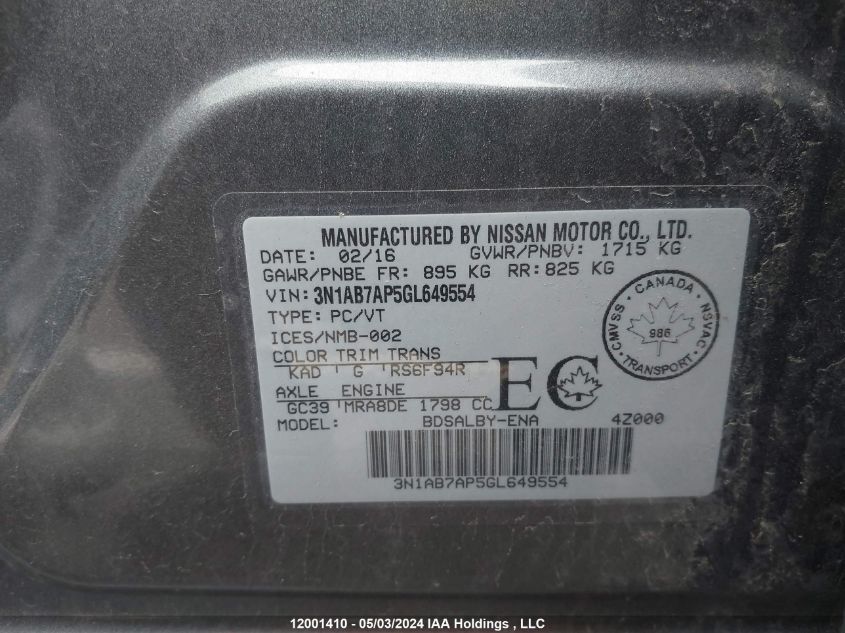 MANUFACTURED BY NISSAN MOTOR CO., LTD.
DATE: 02/16 GVWR/PNBV: 1715 KG
GAWR/PNBE FR: 895 KG RR: 825 KG
VIN: 3N1AB7AP5GL649554
TYPE: PC/VT
ICES/NMB-002
COLOR TRIM TRANS
KAD ' G 'RS6F94R
AXLE ENGINE
GC39 'MRA8DE 1798 CC
EC
MODEL: BDSALBY-ENA 4Z000
3N1AB7AP5GL649554
CANADA
CMVSS
NSVAC
986
TRANSPORT
12001410 - 05/03/2024 IAA Holdings , LLC